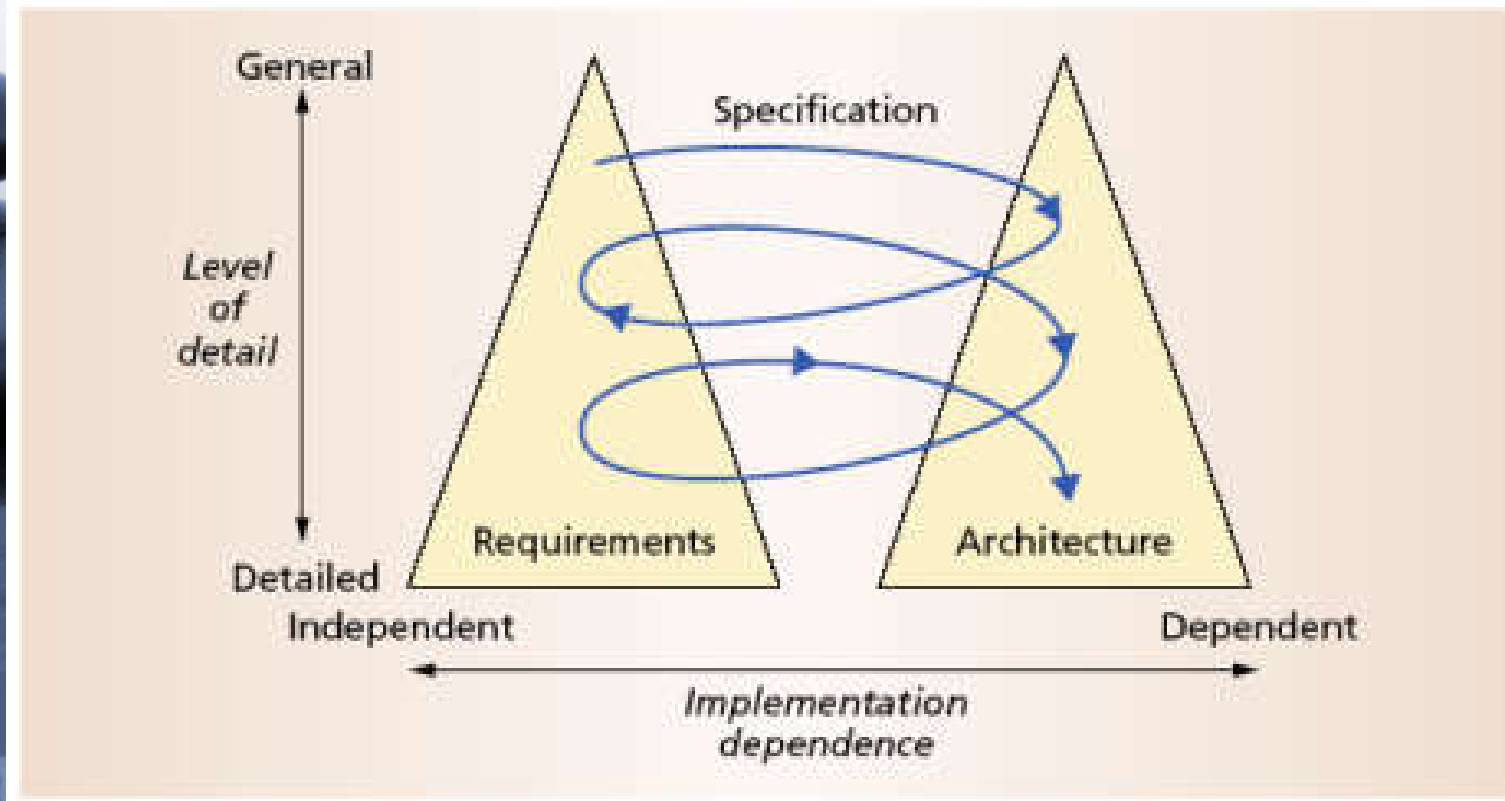 General
Specification
Level
of
detail
Requirements
Architecture
Detailed
Independent
Dependent
Implementation
dependence